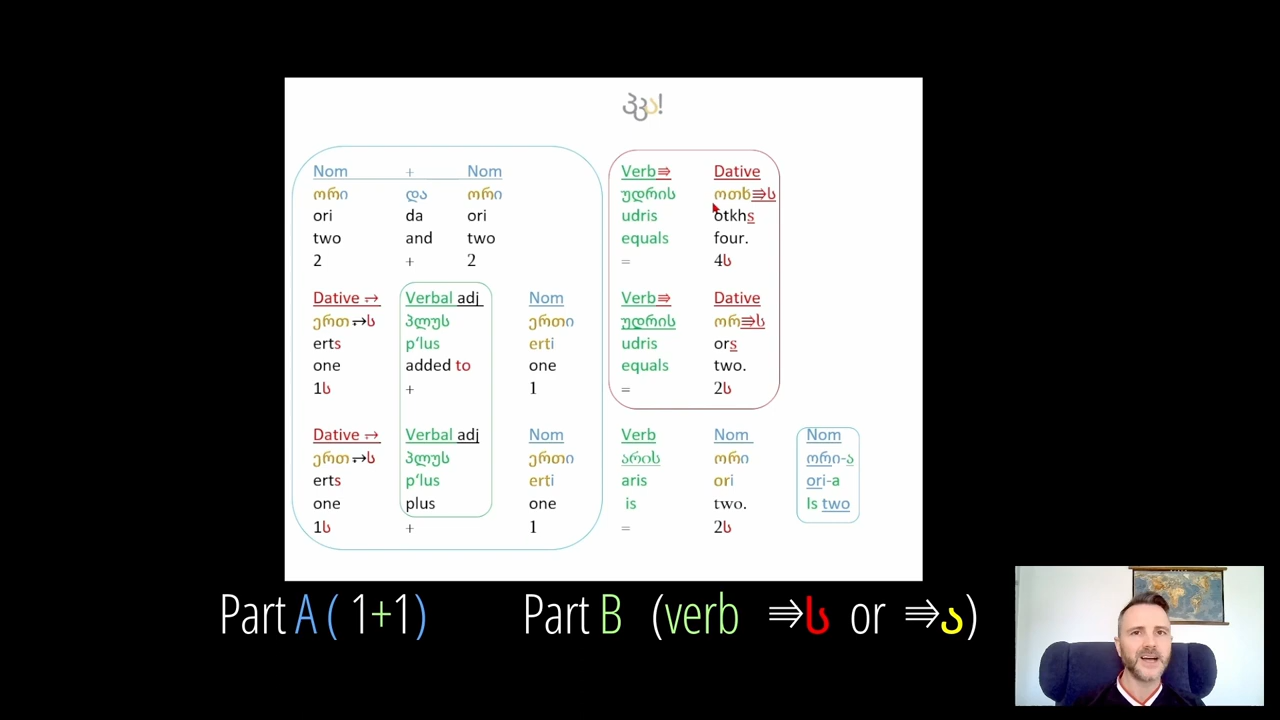 ჰჰა!
Nom + Nom Verb⇛ Dative
ორი და ორი უდრის ოთხ⇛ს
ori da ori udris otkhs
two and two equals four.
2 + 2 = 4ს
Dative ⥂ Verbal adj Nom Verb⇛ Dative
ერთ⥂ს პლუს ერთი უდრის ორ⇛ს
erts p‘lus erti udris ors
one added to one equals two.
1ს + 1 = 2ს
Dative ⥂ Verbal adj Nom Verb Nom Nom
ერთ⥂ს პლუს ერთი არის ორი ორი-ა
erts p‘lus erti aris ori ori-a
one plus one is two. Is two
1ს + 1 = 2ს
Part A ( 1+1) Part B (verb ⇛ს or ⇛ა)